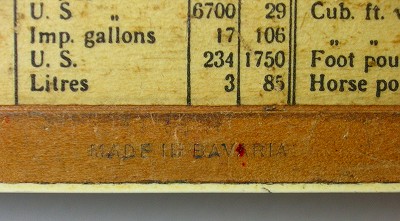 U. S „ 6700 29 Cub. ft.
Imp. gallons 17 106 „ „
U. S. 234 1750 Foot pou
Litres 3 85 Horse po
MADE IN BAVARIA